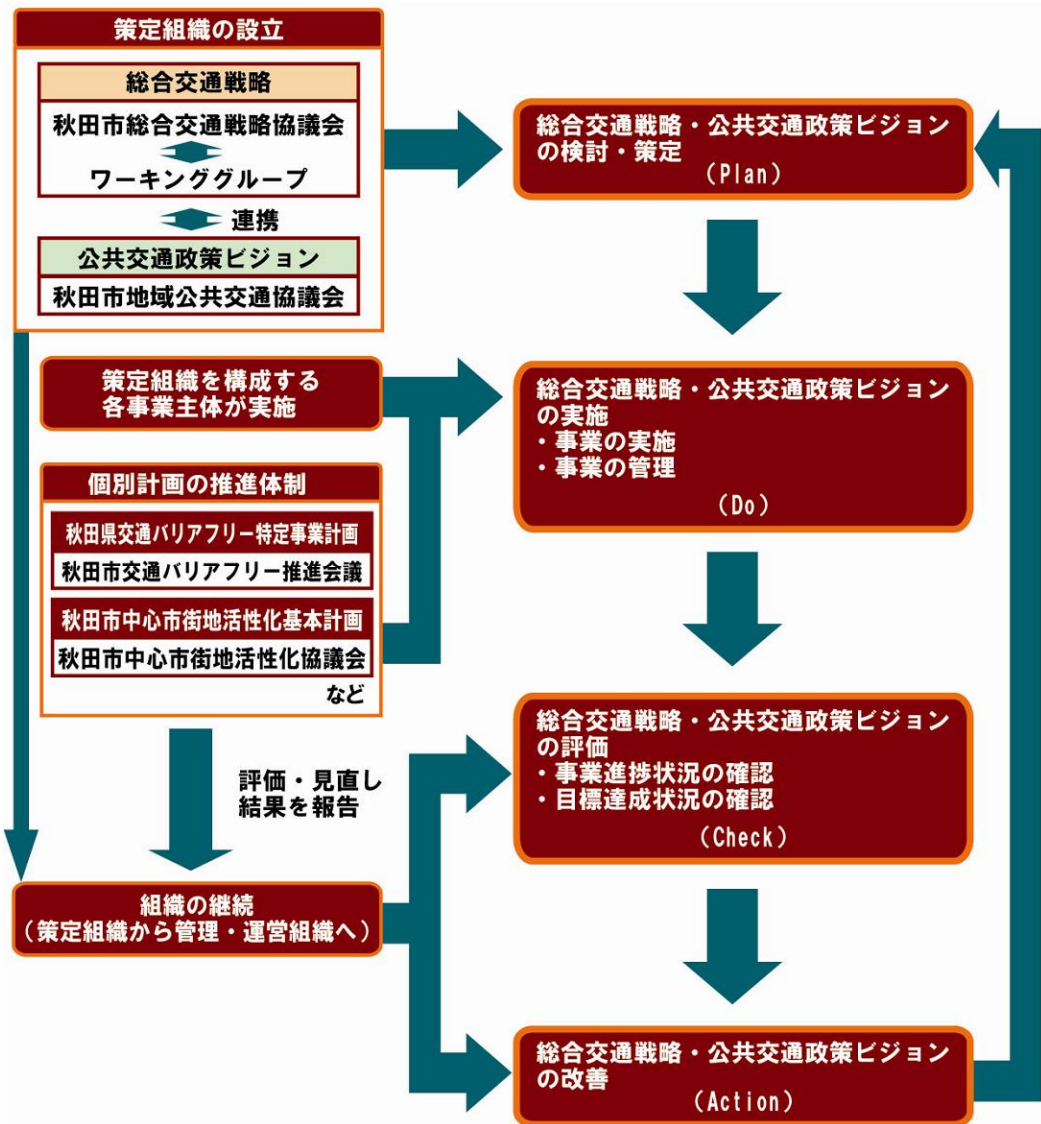 策定組織の設立
総合交通戦略
秋田市総合交通戦略協議会
ワーキンググループ
連携
公共交通政策ビジョン
秋田市地域公共交通協議会
総合交通戦略・公共交通政策ビジョン
の検討・策定
(Plan)
策定組織を構成する
各事業主体が実施
総合交通戦略・公共交通政策ビジョン
の実施
・事業の実施
・事業の管理
(Do)
個別計画の推進体制
秋田県交通バリアフリー特定事業計画
秋田市交通バリアフリー推進会議
秋田市中心市街地活性化基本計画
秋田市中心市街地活性化協議会
など
評価・見直し
結果を報告
総合交通戦略・公共交通政策ビジョン
の評価
・事業進捗状況の確認
・目標達成状況の確認
(Check)
組織の継続
(策定組織から管理・運営組織へ)
総合交通戦略・公共交通政策ビジョン
の改善
(Action)